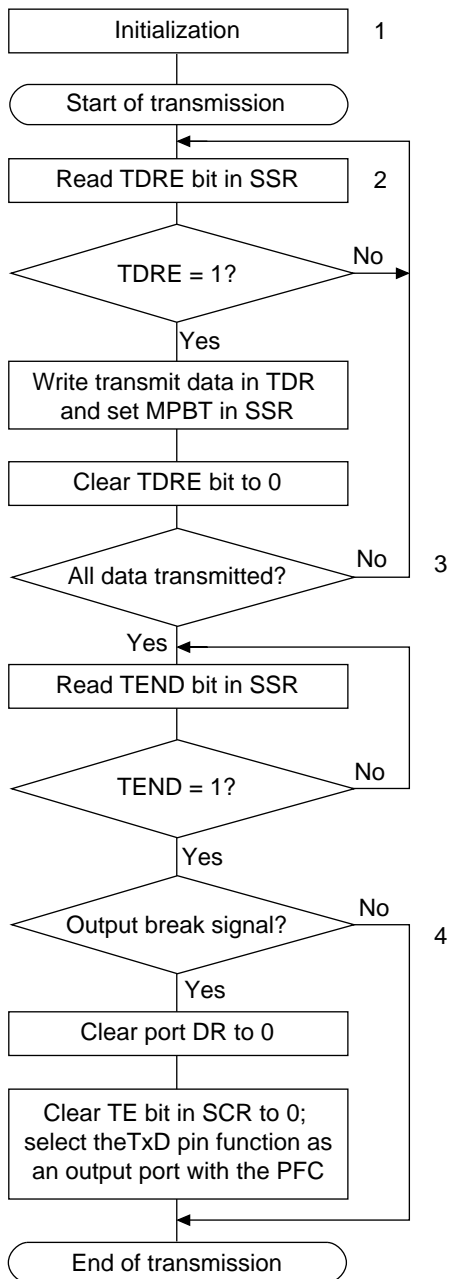 Initialization
1
Start of transmission
Read TDRE bit in SSR
2
TDRE = 1?
No
Yes
Write transmit data in TDR
and set MPBT in SSR
Clear TDRE bit to 0
All data transmitted?
No
3
Yes
Read TEND bit in SSR
TEND = 1?
No
Yes
Output break signal?
No
4
Yes
Clear port DR to 0
Clear TE bit in SCR to 0;
select theTxD pin function as
an output port with the PFC
End of transmission